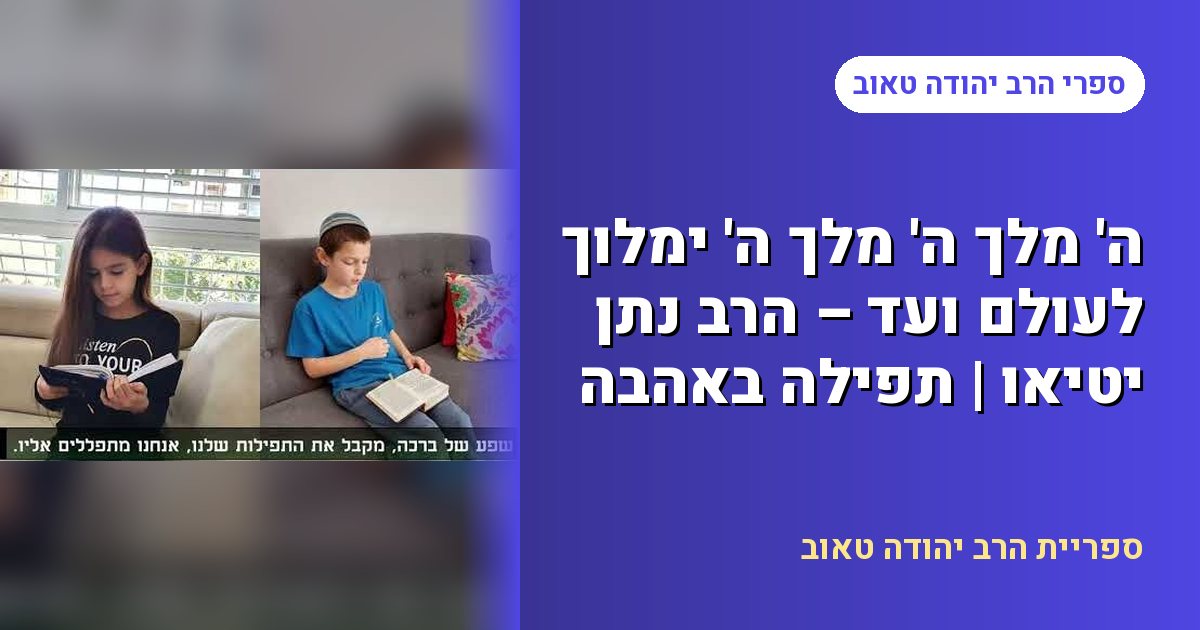 ספרי הרב יהודה טאוב
ה' מלך ה' מלך ה' ימלוך
לעולם ועד – הרב נתן
יטיאו | תפילה באהבה
listen
TO YOUR
שפע של ברכה, מקבל את התפילות שלנו, אנחנו מתפללים אליו.
ספריית הרב יהודה טאוב